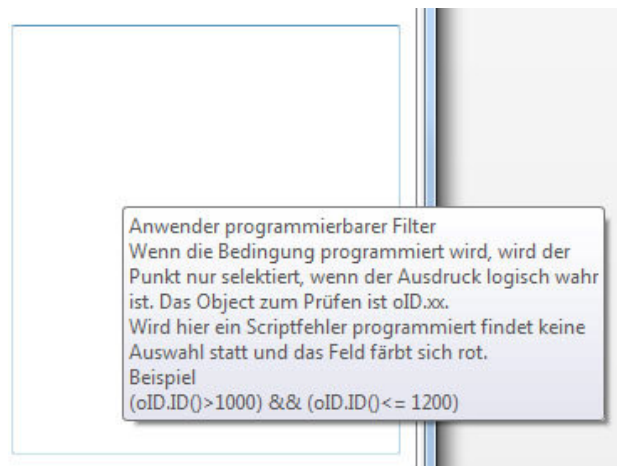 Anwender programmierbarer Filter
Wenn die Bedingung programmiert wird, wird der
Punkt nur selektiert, wenn der Ausdruck logisch wahr
ist. Das Object zum Prüfen ist oID.xx.
Wird hier ein Scriptfehler programmiert findet keine
Auswahl statt und das Feld färbt sich rot.
Beispiel
(oID.ID()>1000) && (oID.ID()<= 1200)